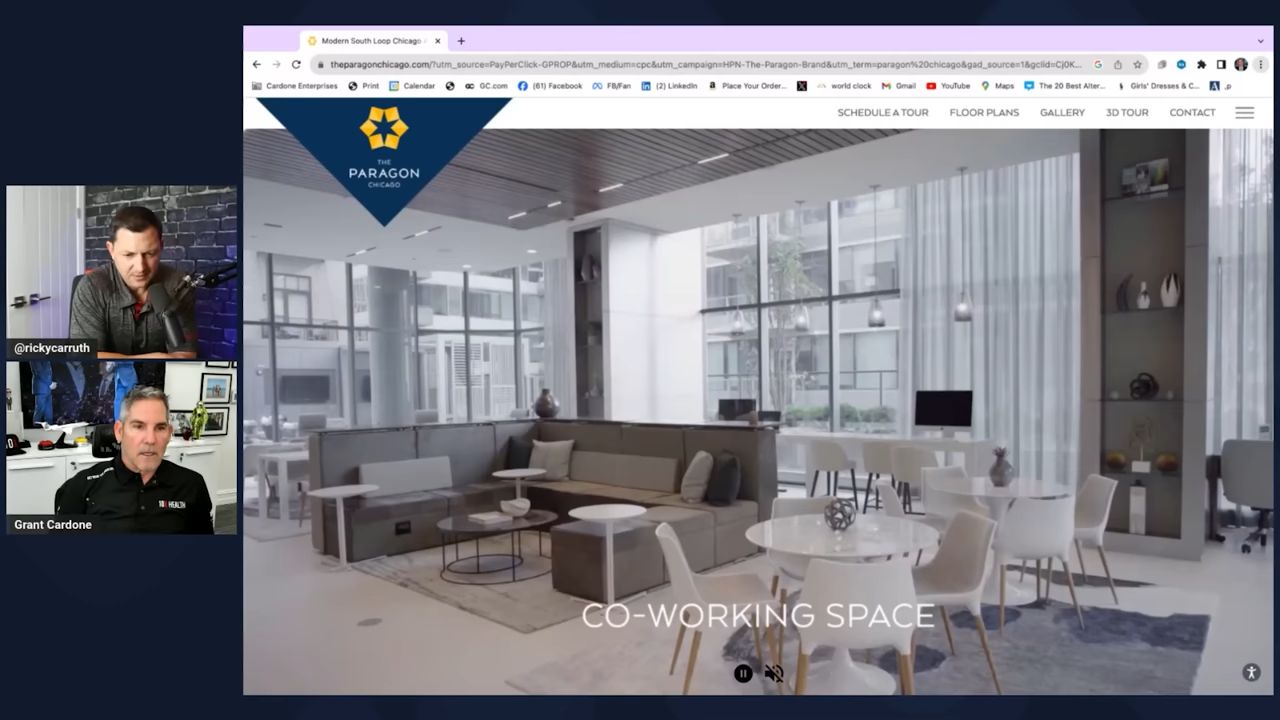 Modern South Loop Chicago
theparagonchicago.com/?utm_source=PayPerClick-GPROP&utm_medium=cpc&utm_campaign=HPN-The-Paragon-Brand&utm_term=paragon%20chicago&gad_source=1&gclid=Cj0K...
Cardone Enterprises Print Calendar GC.com (61) Facebook FB/Fan (2) LinkedIn Place Your Order... world clock Gmail YouTube Maps The 20 Best Alter... Girls' Dresses & C... .p
SCHEDULE A TOUR FLOOR PLANS GALLERY 3D TOUR CONTACT
THE
PARAGON
CHICAGO
@rickycarruth
10X HEALTH
Grant Cardone
CO-WORKING SPACE